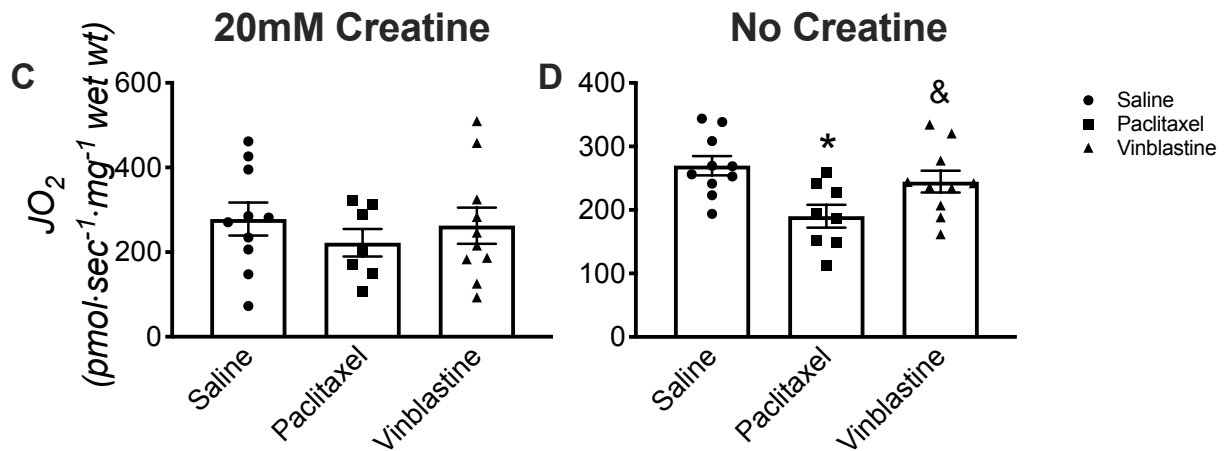 20mM Creatine
No Creatine
C
D
JO₂
(pmol·sec⁻¹·mg⁻¹ wet wt)
600
400
200
0
Saline
Paclitaxel
Vinblastine
400
300
200
100
0
*
&
Saline
Paclitaxel
Vinblastine
Saline
Paclitaxel
Vinblastine